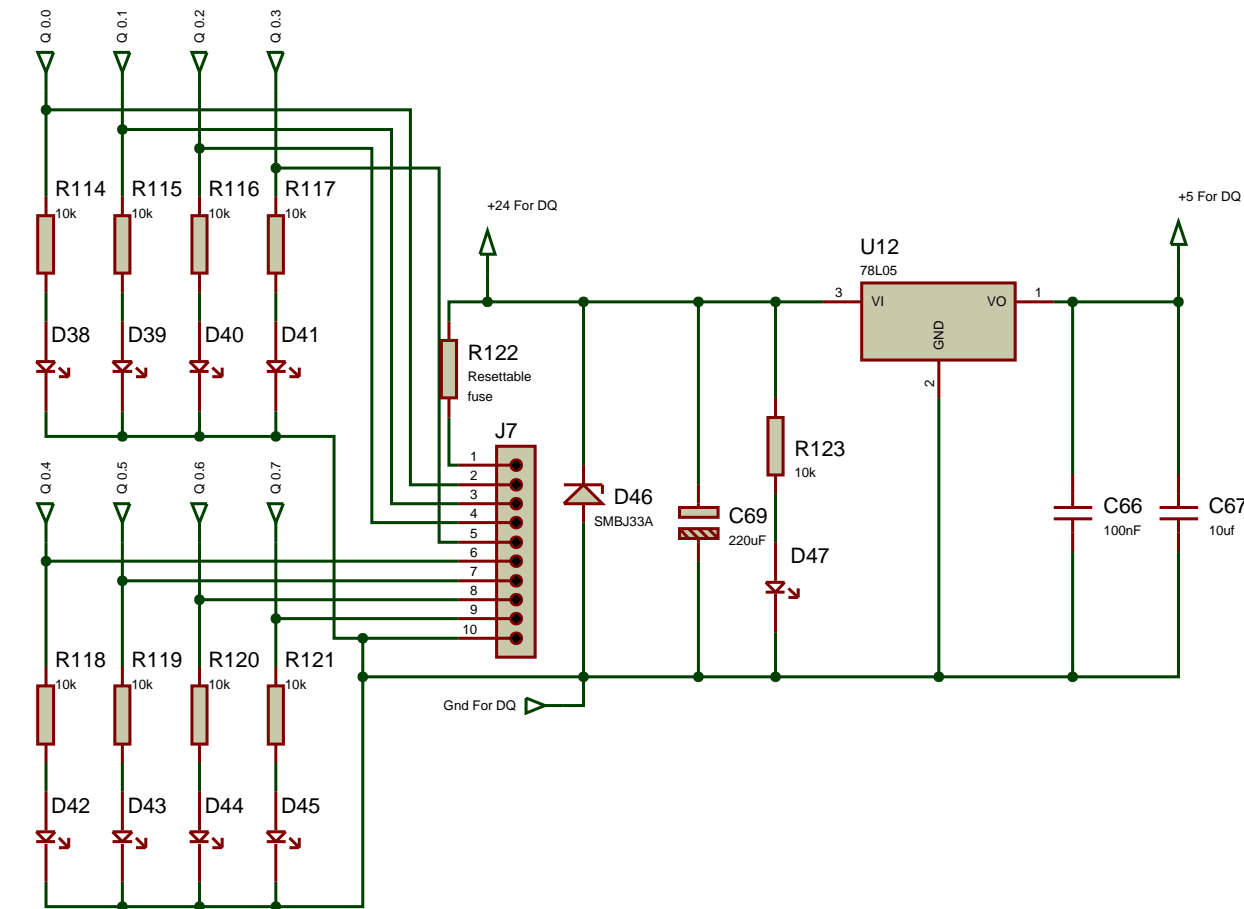 Q 0.0
Q 0.1
Q 0.2
Q 0.3
R114
10k
R115
10k
R116
10k
R117
10k
D38
D39
D40
D41
+24 For DQ
+5 For DQ
U12
78L05
3
VI
VO
1
GND
2
R122
Resettable
fuse
J7
1
2
3
4
5
6
7
8
9
10
D46
SMBJ33A
C69
220uF
R123
10k
D47
C66
100nF
C67
10uf
Q 0.4
Q 0.5
Q 0.6
Q 0.7
R118
10k
R119
10k
R120
10k
R121
10k
Gnd For DQ
D42
D43
D44
D45